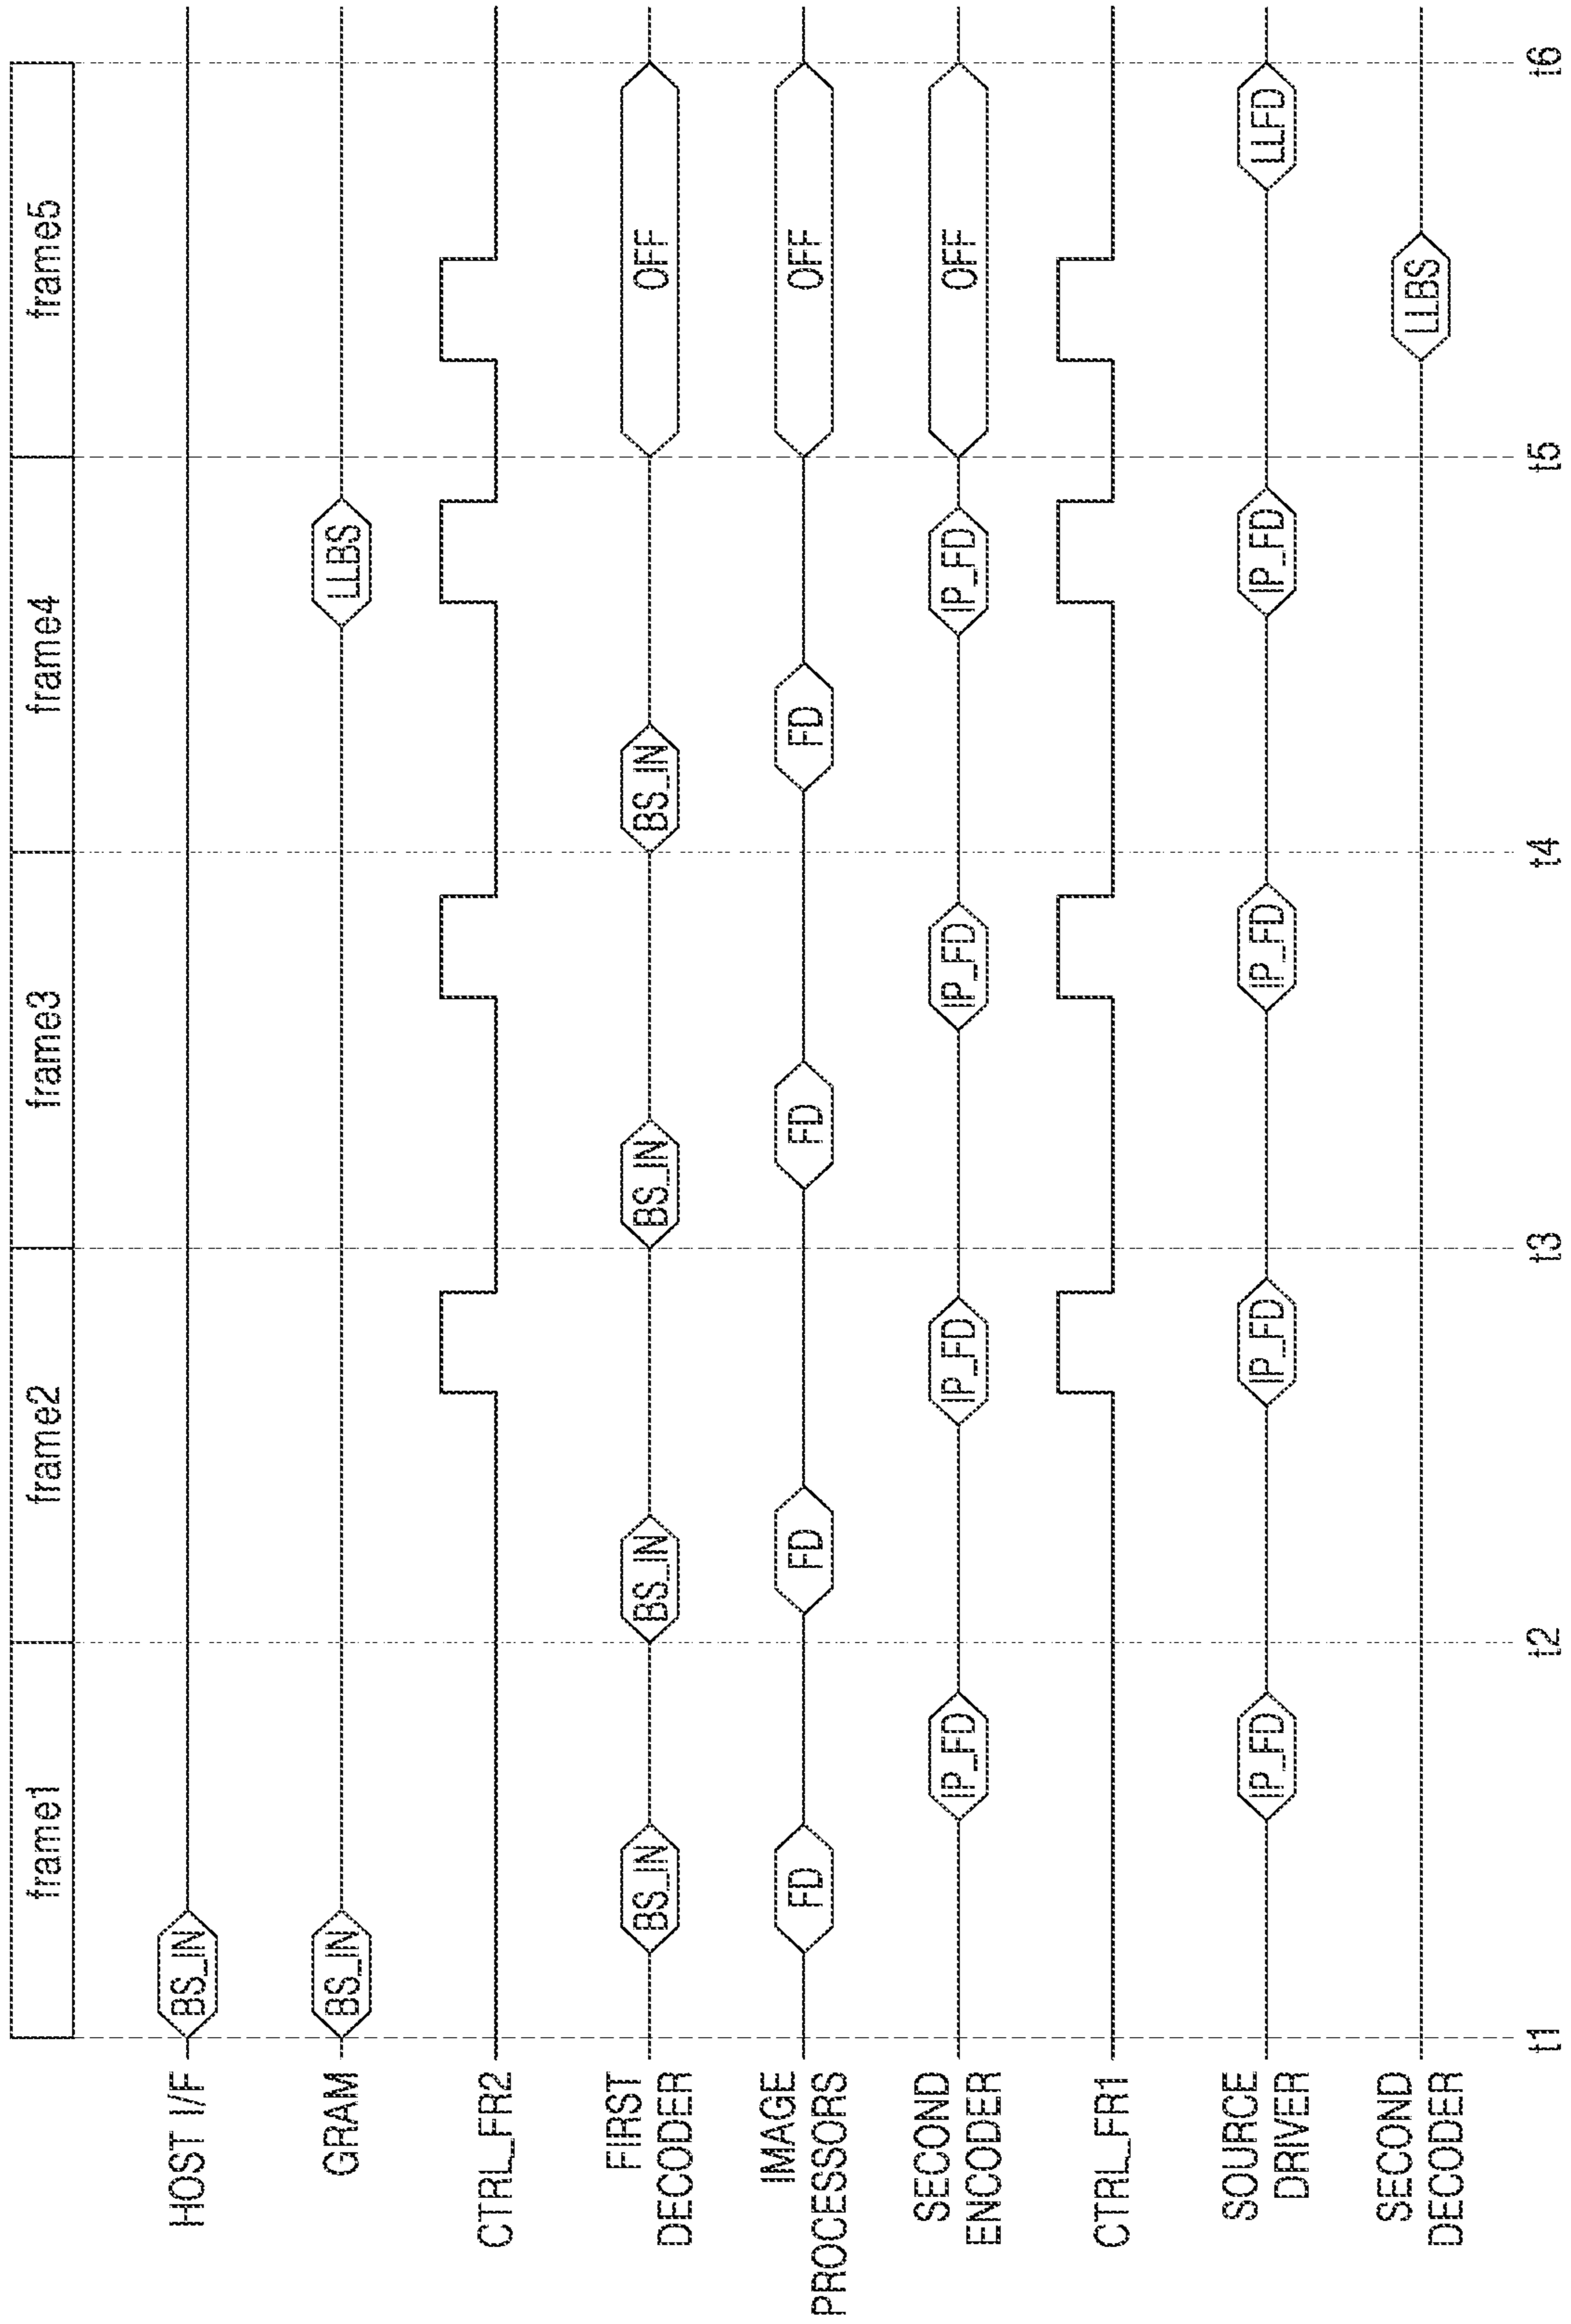 frame1 frame2 frame3 frame4 frame5
HOST I/F BS_IN
GRAM BS_IN LLBS
CTRL_FR2
FIRST
DECODER BS_IN BS_IN BS_IN BS_IN OFF
IMAGE
PROCESSORS FD FD FD FD OFF
SECOND
ENCODER IP_FD IP_FD IP_FD IP_FD OFF
CTRL_FR1
SOURCE
DRIVER IP_FD IP_FD IP_FD IP_FD LLFD
SECOND
DECODER LLBS
t1 t2 t3 t4 t5 t6